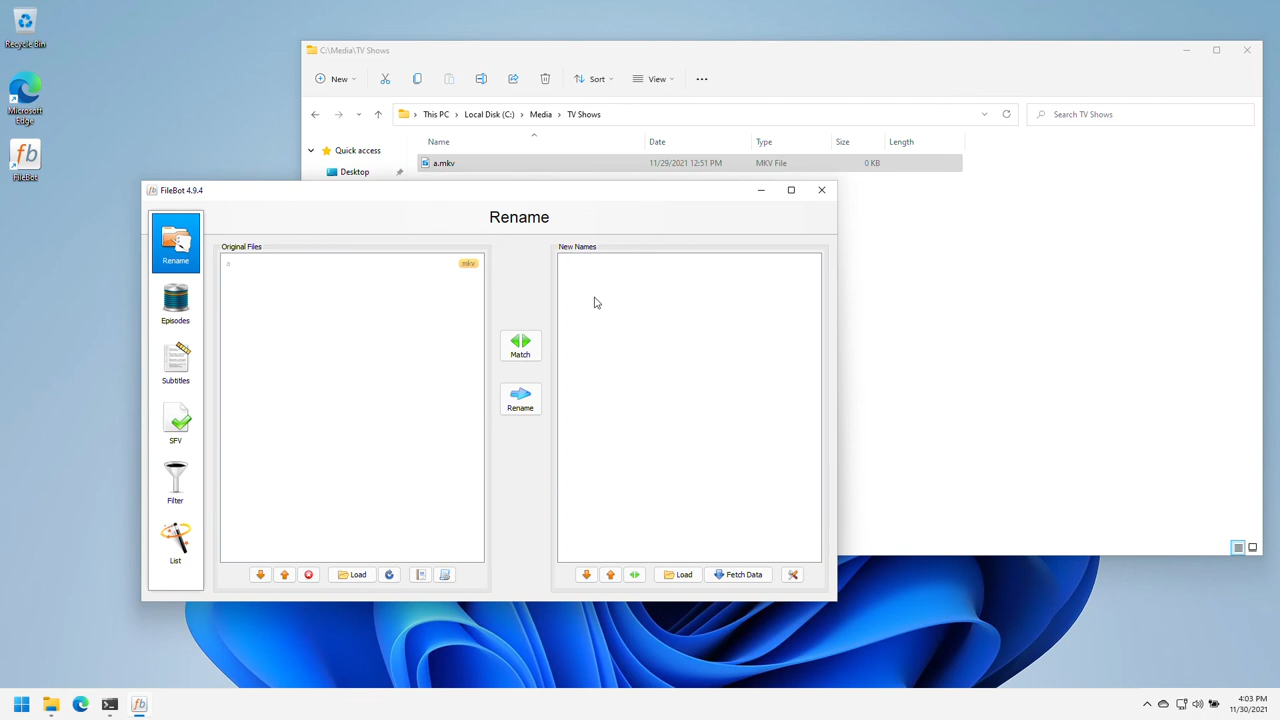 Recycle Bin
Microsoft
Edge
fb
FileBot
C:\Media\TV Shows
New
Sort
View
This PC
Local Disk (C:)
Media
TV Shows
Search TV Shows
Name
Date
Type
Size
Length
Quick access
Desktop
a.mkv
11/29/2021 12:51 PM
MKV File
0 KB
fb
FileBot 4.9.4
Rename
Rename
Episodes
Subtitles
SFV
Filter
List
Original Files
a
mkv
Match
Rename
New Names
Load
Load
Fetch Data
fb
4:03 PM
11/30/2021